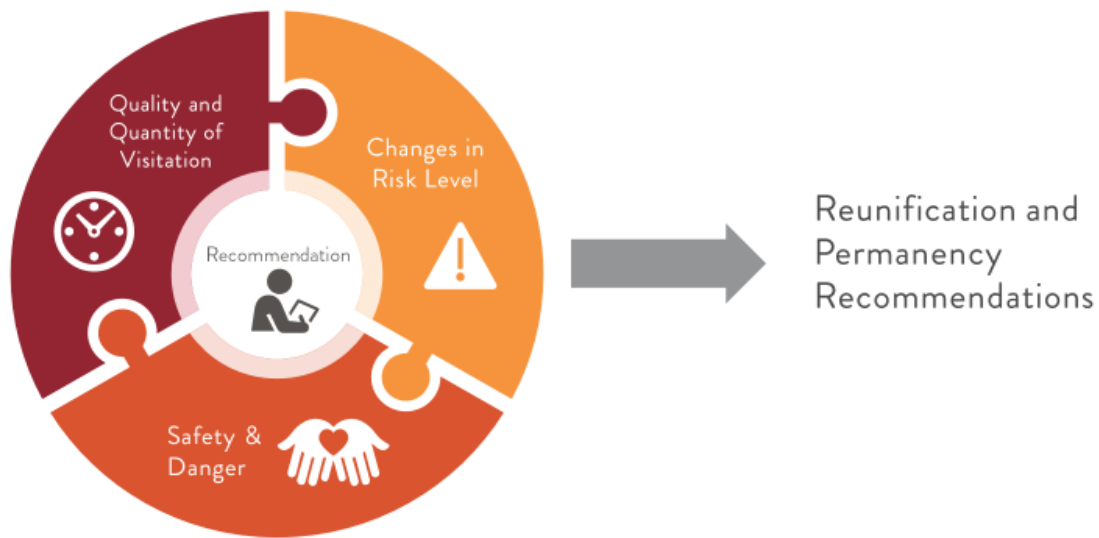 Quality and
Quantity of
Visitation
Changes in
Risk Level
Recommendation
Safety &
Danger
Reunification and
Permanency
Recommendations